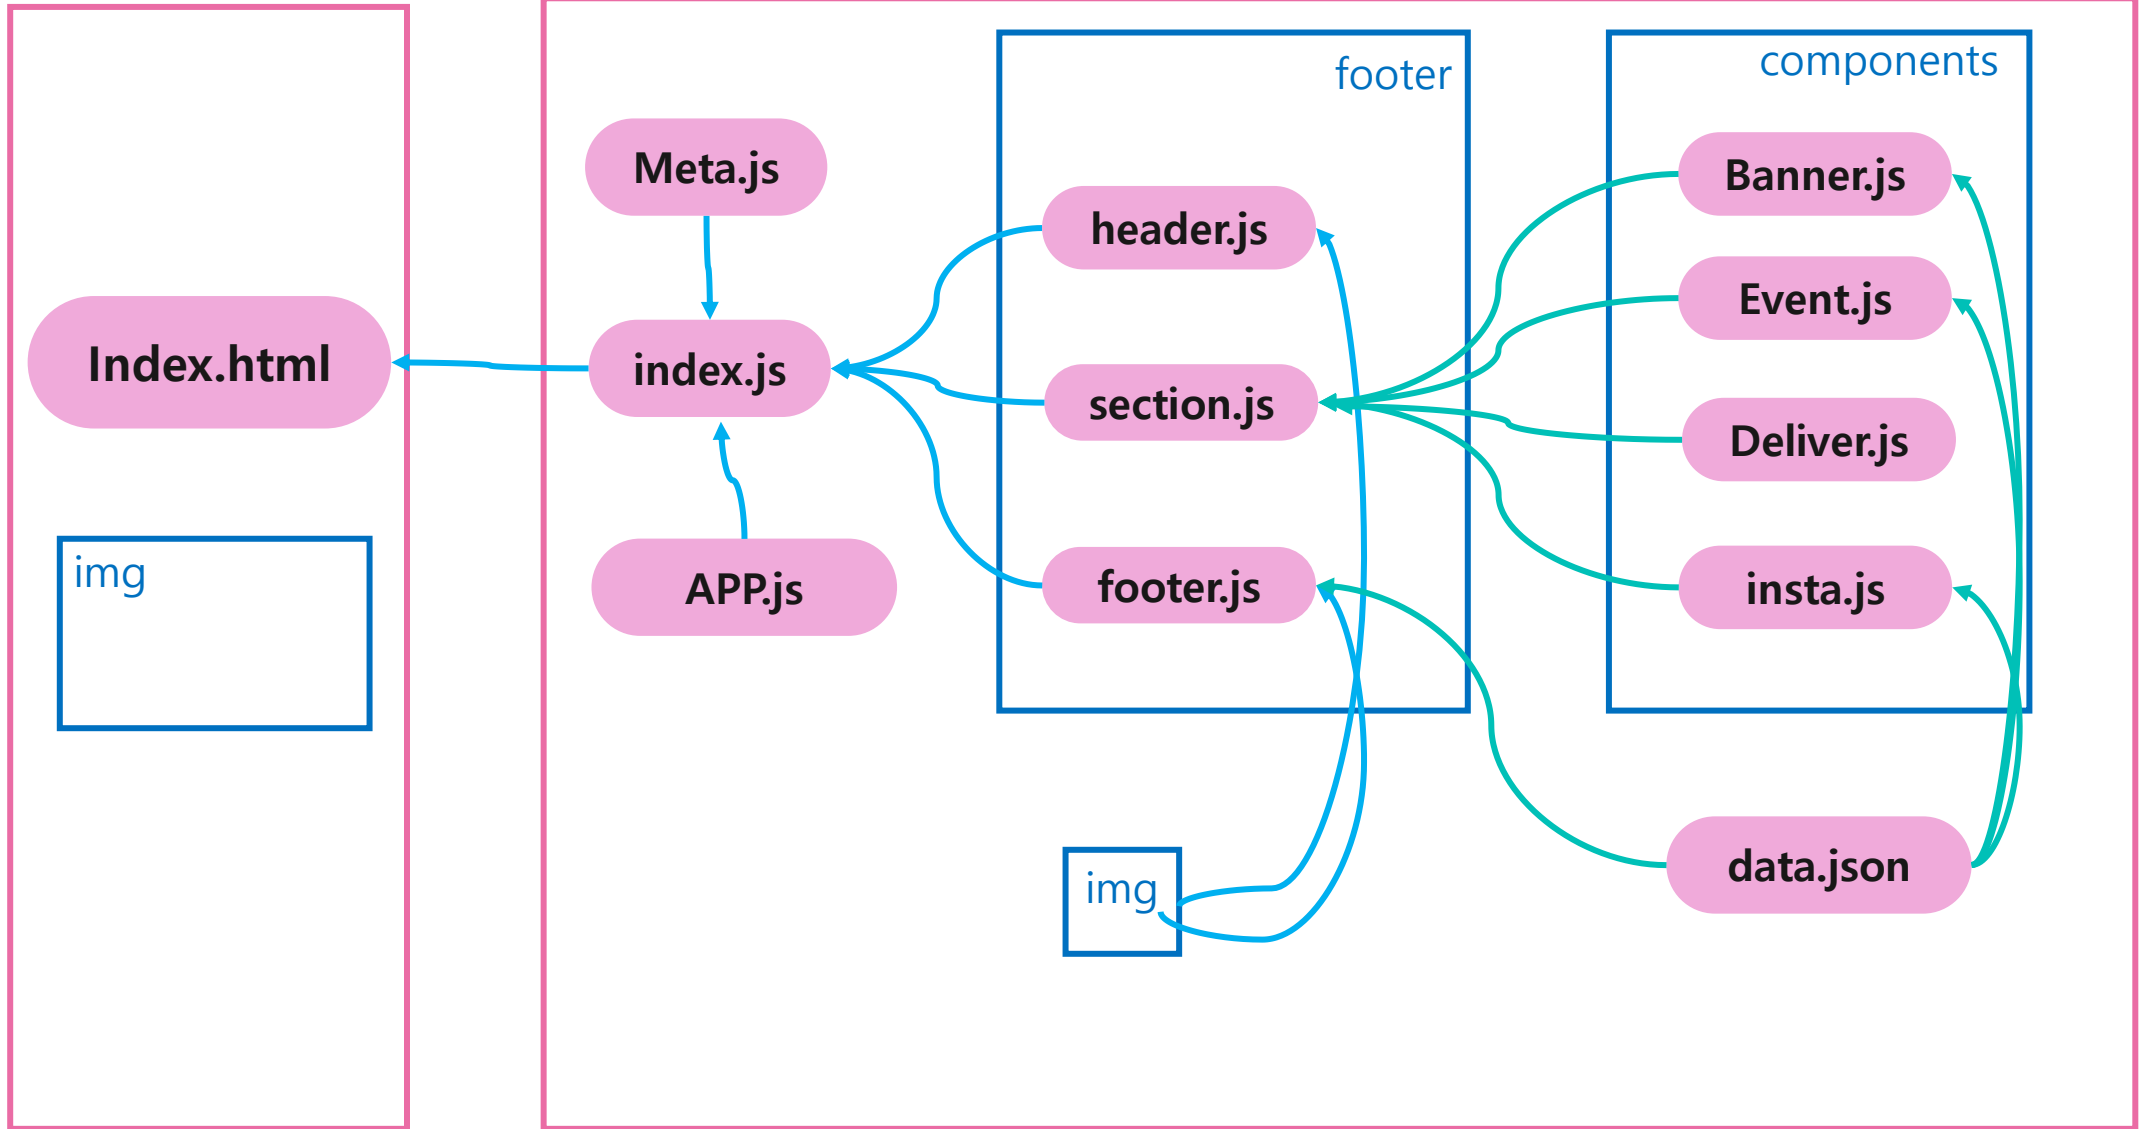 Index.html
img
Meta.js
index.js
APP.js
footer
header.js
section.js
footer.js
img
components
Banner.js
Event.js
Deliver.js
insta.js
data.json